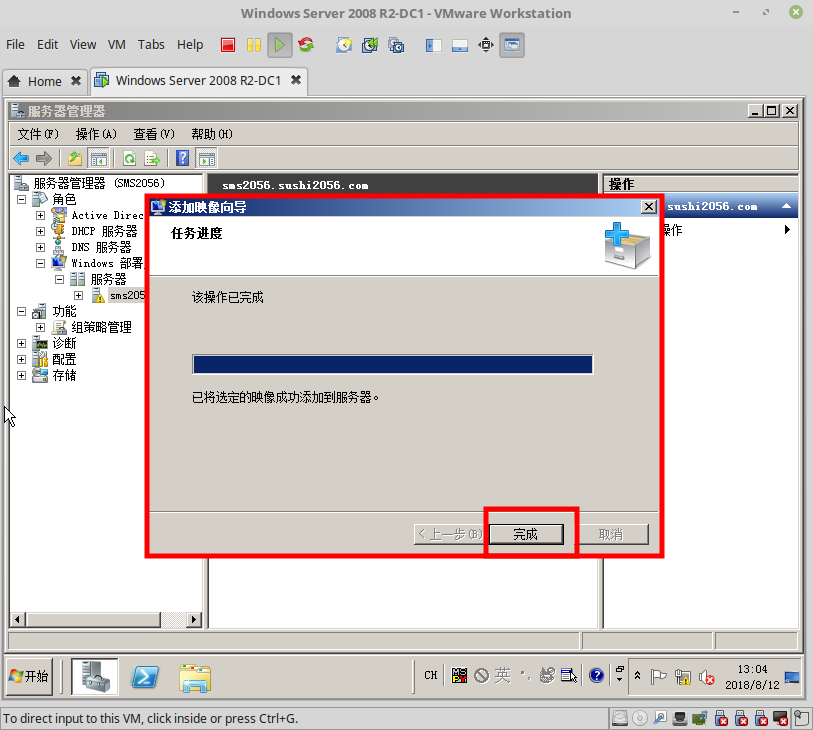 Windows Server 2008 R2-DC1 - VMware Workstation
File Edit View VM Tabs Help
Home Windows Server 2008 R2-DC1
服务器管理器
文件(F) 操作(A) 查看(V) 帮助(H)
服务器管理器 (SMS2056)
角色
Active Direc
DHCP 服务器
DNS 服务器
Windows 部署
服务器
sms205
功能
组策略管理
诊断
配置
存储
sms2056.sushi2056.com
操作
sushi2056.com
操作
添加映像向导
任务进度
该操作已完成
已将选定的映像成功添加到服务器。
< 上一步(B) 完成 取消
开始
CH 英
13:04
2018/8/12
To direct input to this VM, click inside or press Ctrl+G.